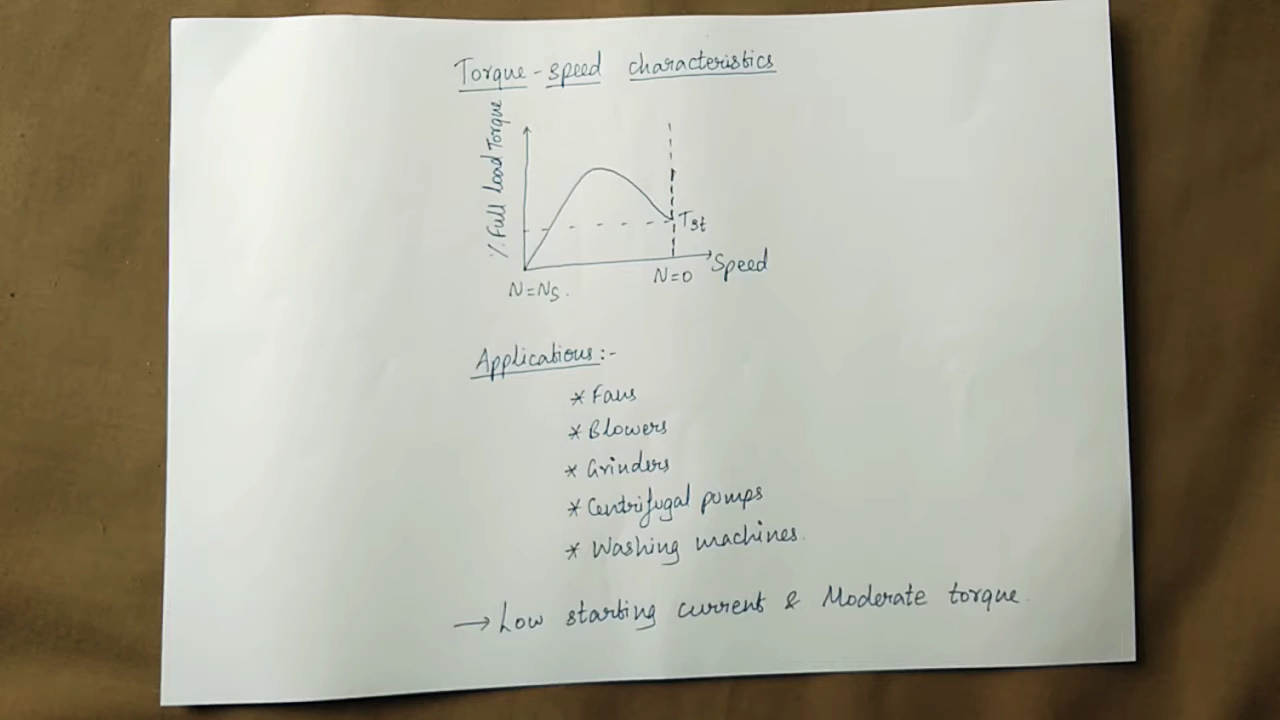 Torque-speed characteristics
% Full load Torque
Tst
N=0
Speed
N=NS.
Applications:-
* Fans
* Blowers
* Grinders
* Centrifugal pumps
* Washing machines.
→ Low starting current & Moderate torque.